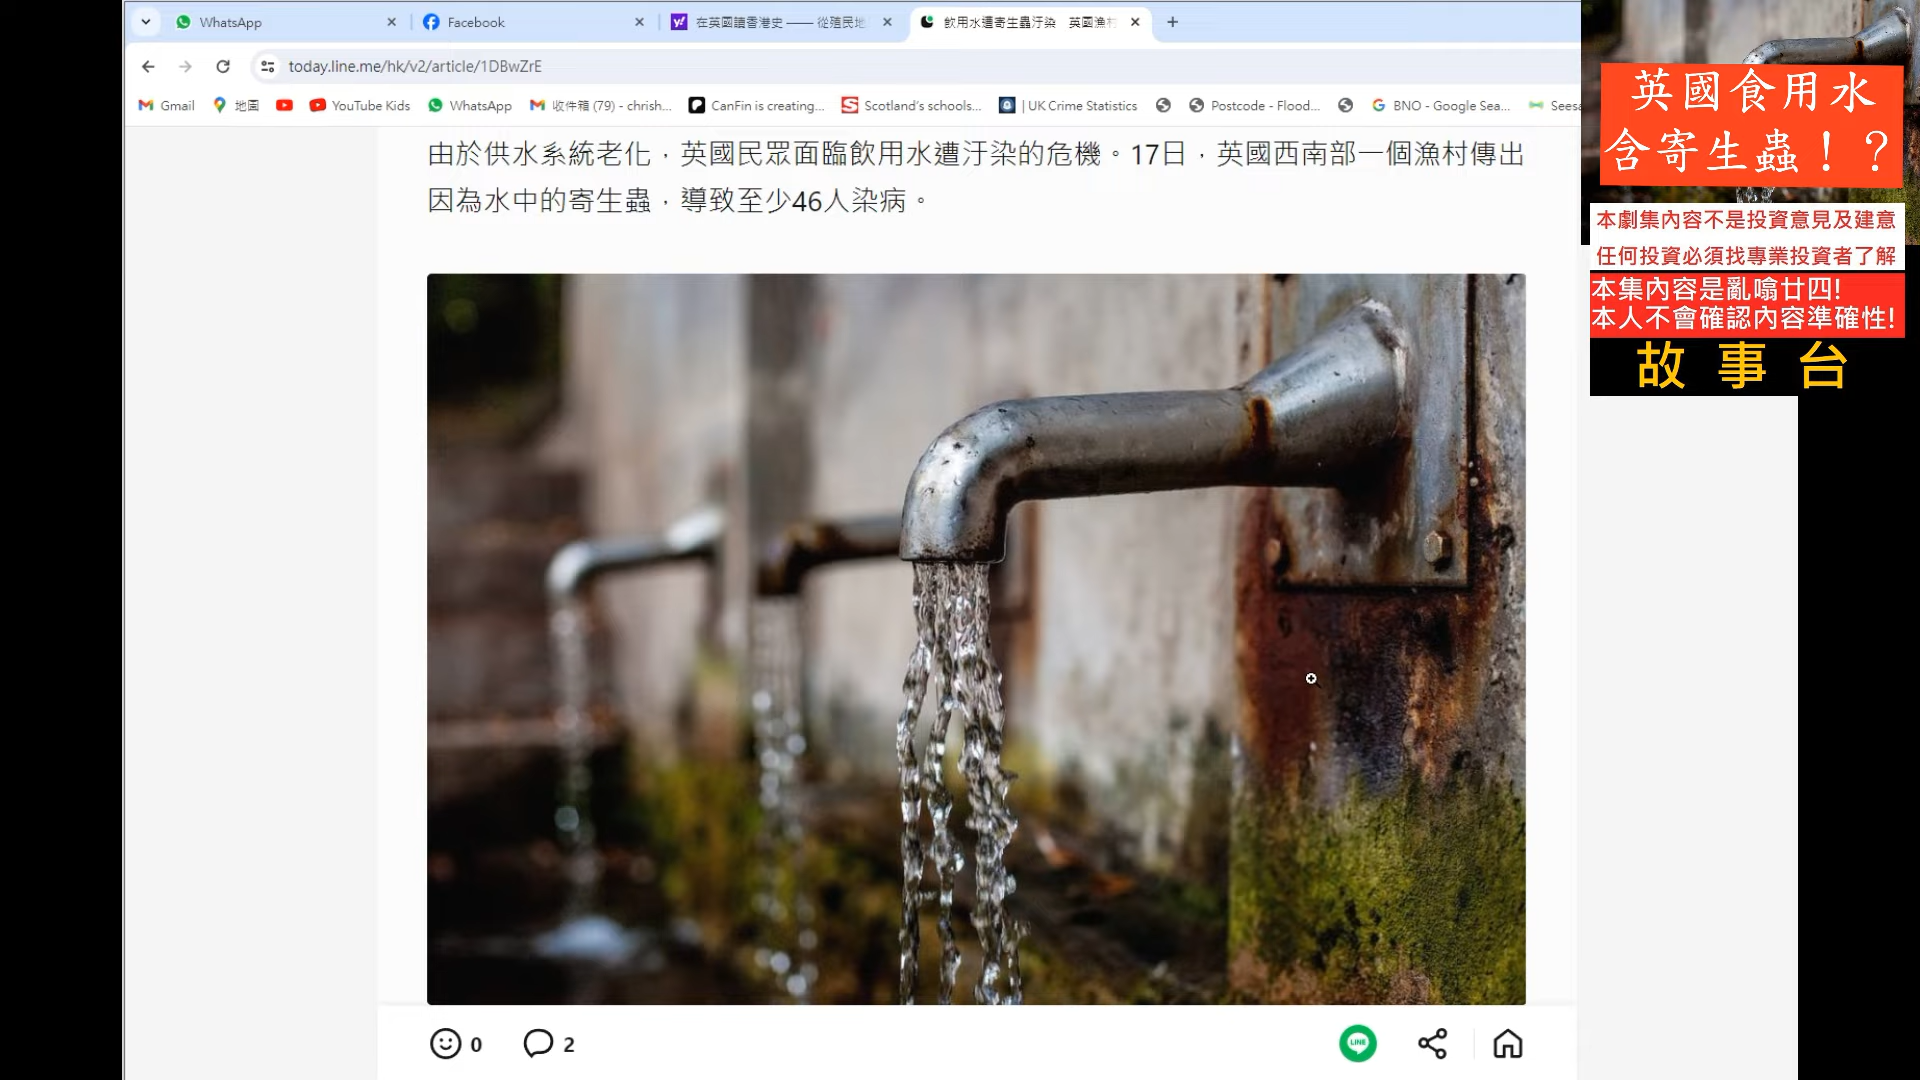 WhatsApp
Facebook
在英國讀香港史 —— 從殖民地
飲用水遭寄生蟲汙染 英國漁村
today.line.me/hk/v2/article/1DBwZrE
Gmail
地圖
YouTube Kids
WhatsApp
收件箱 (79) - chrish...
CanFin is creating...
Scotland's schools...
| UK Crime Statistics
Postcode - Flood...
BNO - Google Sea...
Seesa
由於供水系統老化，英國民眾面臨飲用水遭汙染的危機。17日，英國西南部一個漁村傳出
因為水中的寄生蟲，導致至少46人染病。
0
2
LINE
英國食用水
含寄生蟲！？
本劇集內容不是投資意見及建意
任何投資必須找專業投資者了解
本集內容是亂噏廿四!
本人不會確認內容準確性!
故事台